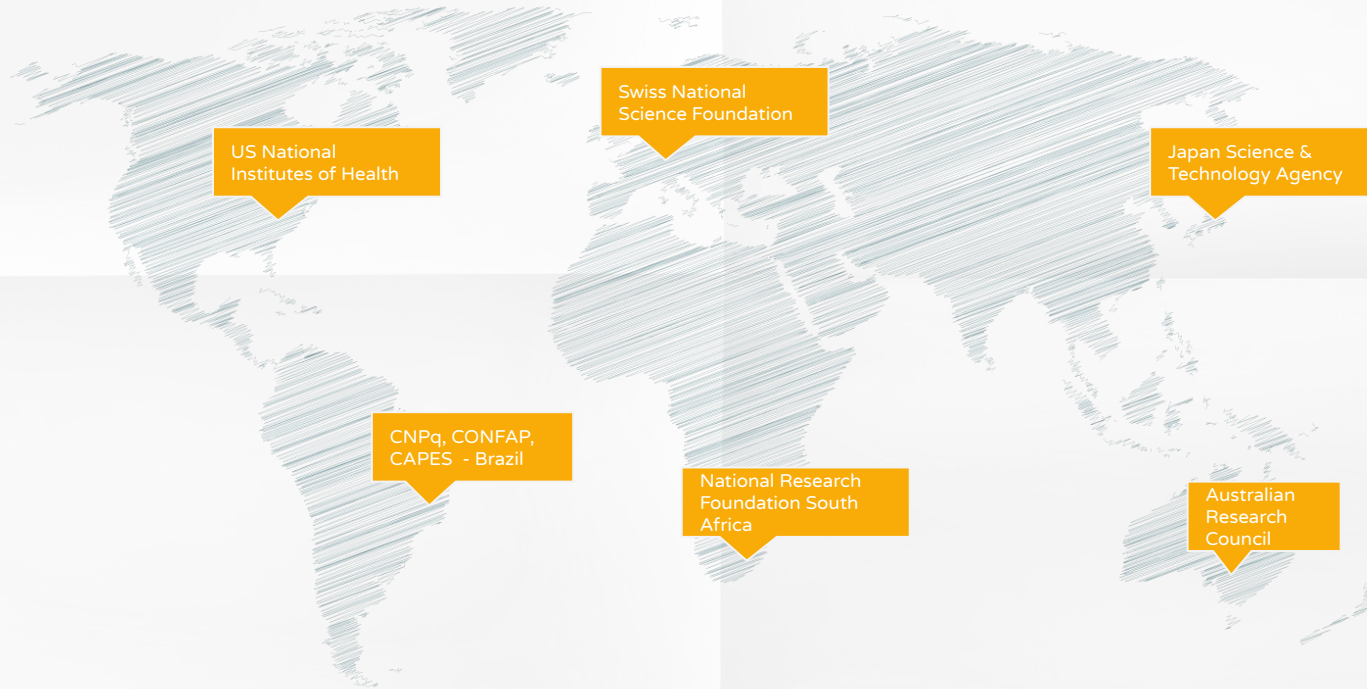 Swiss National
Science Foundation
US National
Institutes of Health
Japan Science &
Technology Agency
CNPq, CONFAP,
CAPES  - Brazil
National Research
Foundation South
Africa
Australian
Research
Council